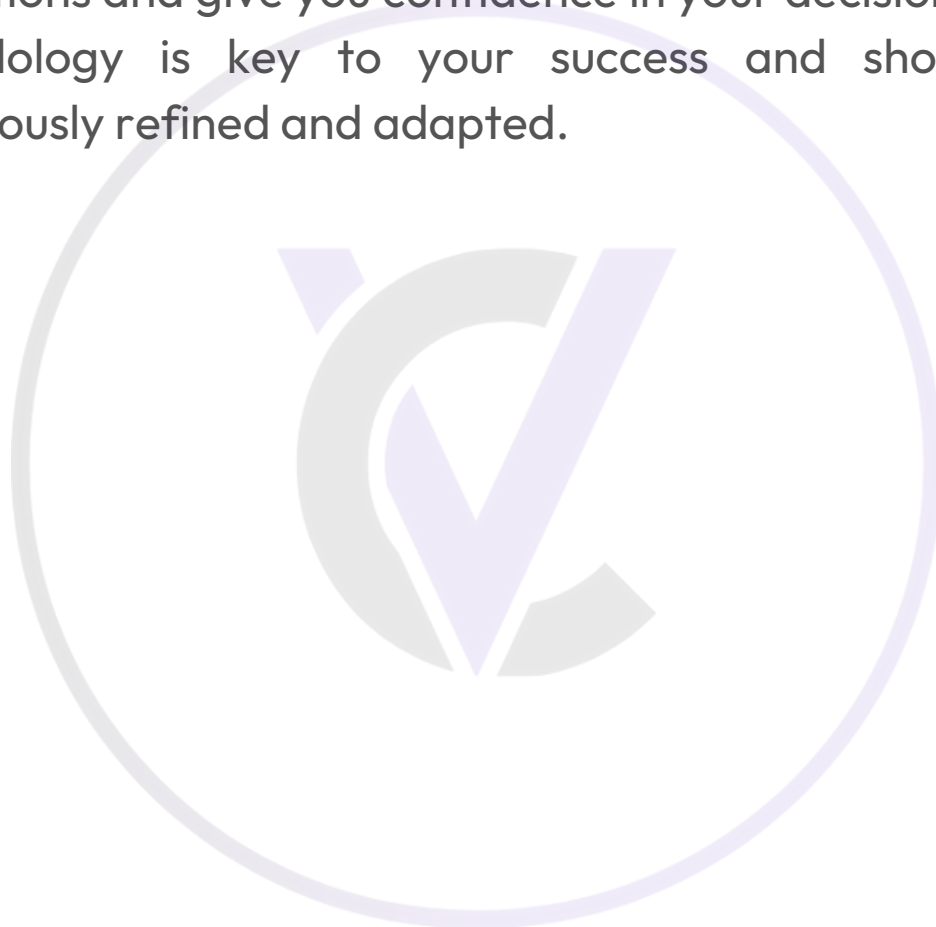 ions and give you confidence in your decision
lology is key to your success and sho
ously refined and adapted.